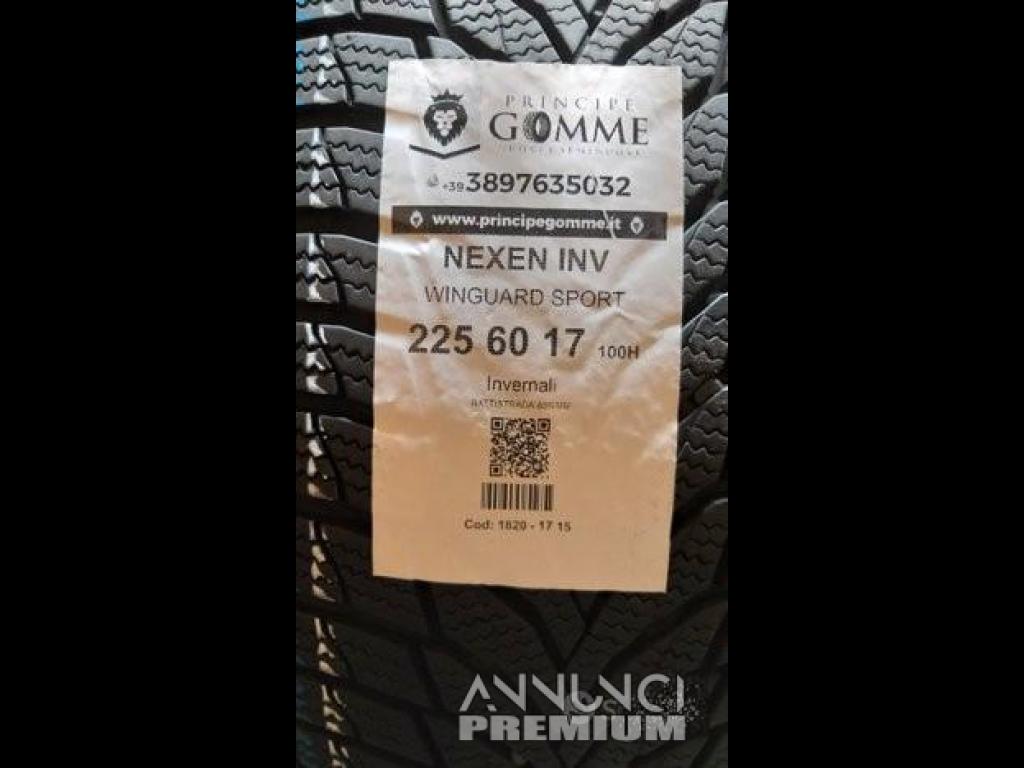 PRINCIPE
GOMME
+39 3897635032
www.principegomme.it
NEXEN INV
WINGUARD SPORT
225 60 17 100H
Invernali
BATTISTRADA
Cod: 1820 - 17 15
ANNUNCI
PREMIUM